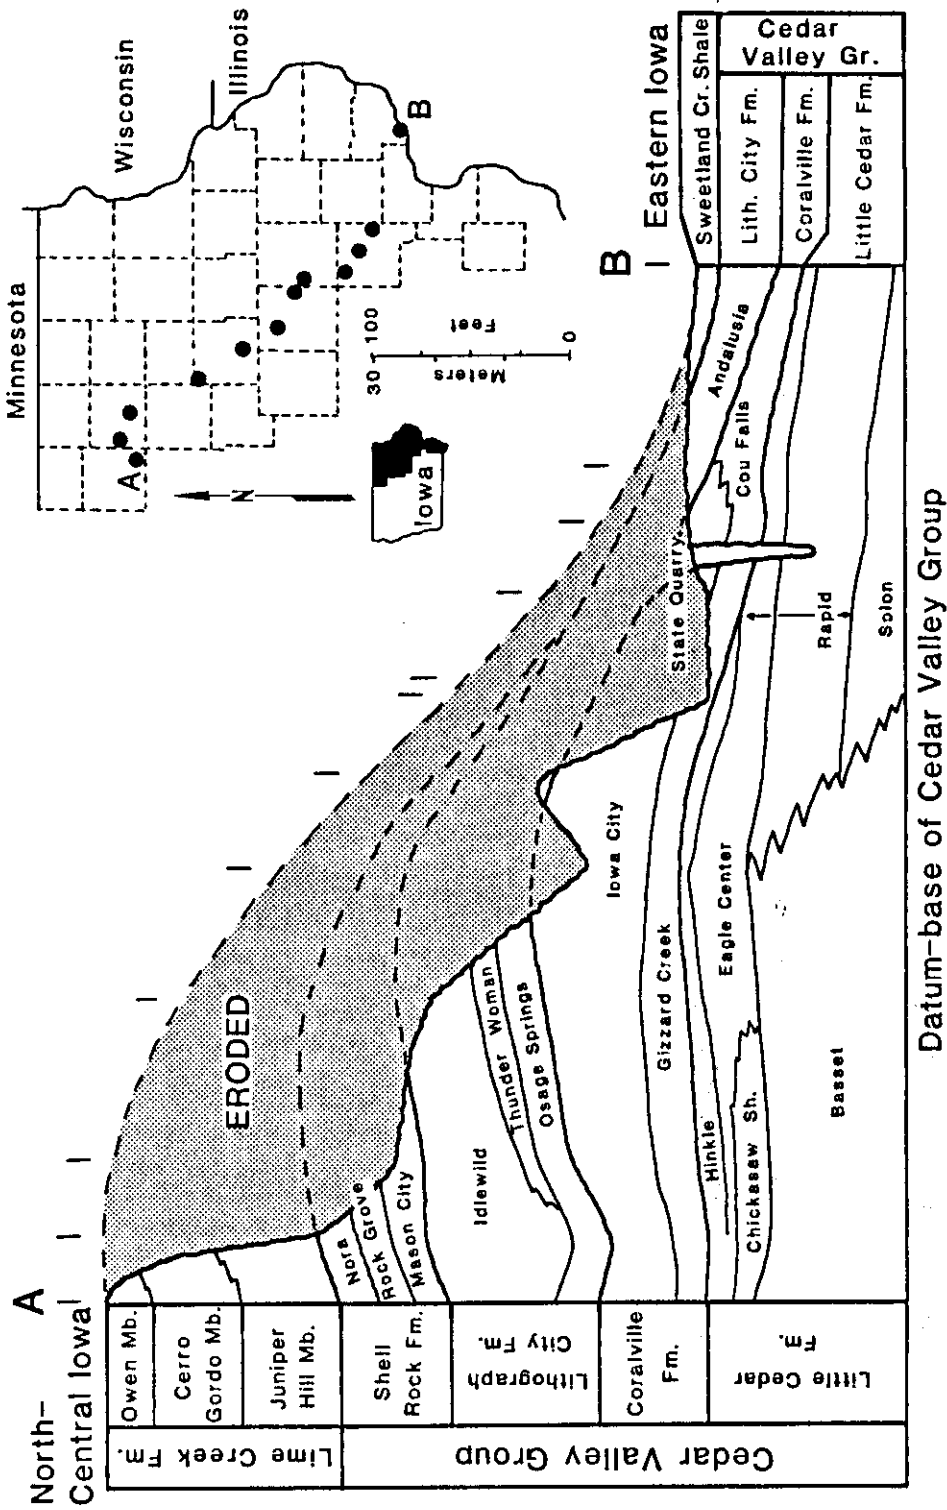 North-
Central Iowa
A
Lime Creek Fm.
Cedar Valley Group
Owen Mb.
Cerro
Gordo Mb.
Juniper
Hill Mb.
Shell
Rock Fm.
Lithograph
City Fm.
Coralville
Fm.
Little Cedar
Fm.
ERODED
Nora
Rock Grove
Mason City
Idlewild
Thunder Woman
Osage Springs
Iowa City
Gizzard Creek
Hinkle
Eagle Center
Chickasaw Sh.
Basset
State Quarry
Cou Falls
Andalusia
Rapid
Solon
B
Eastern Iowa
Sweetland Cr. Shale
Lith. City Fm.
Coralville Fm.
Little Cedar Fm.
Cedar
Valley Gr.
Minnesota
Wisconsin
Illinois
A
B
N
Iowa
30
100
Meters
Feet
0
Datum-base of Cedar Valley Group